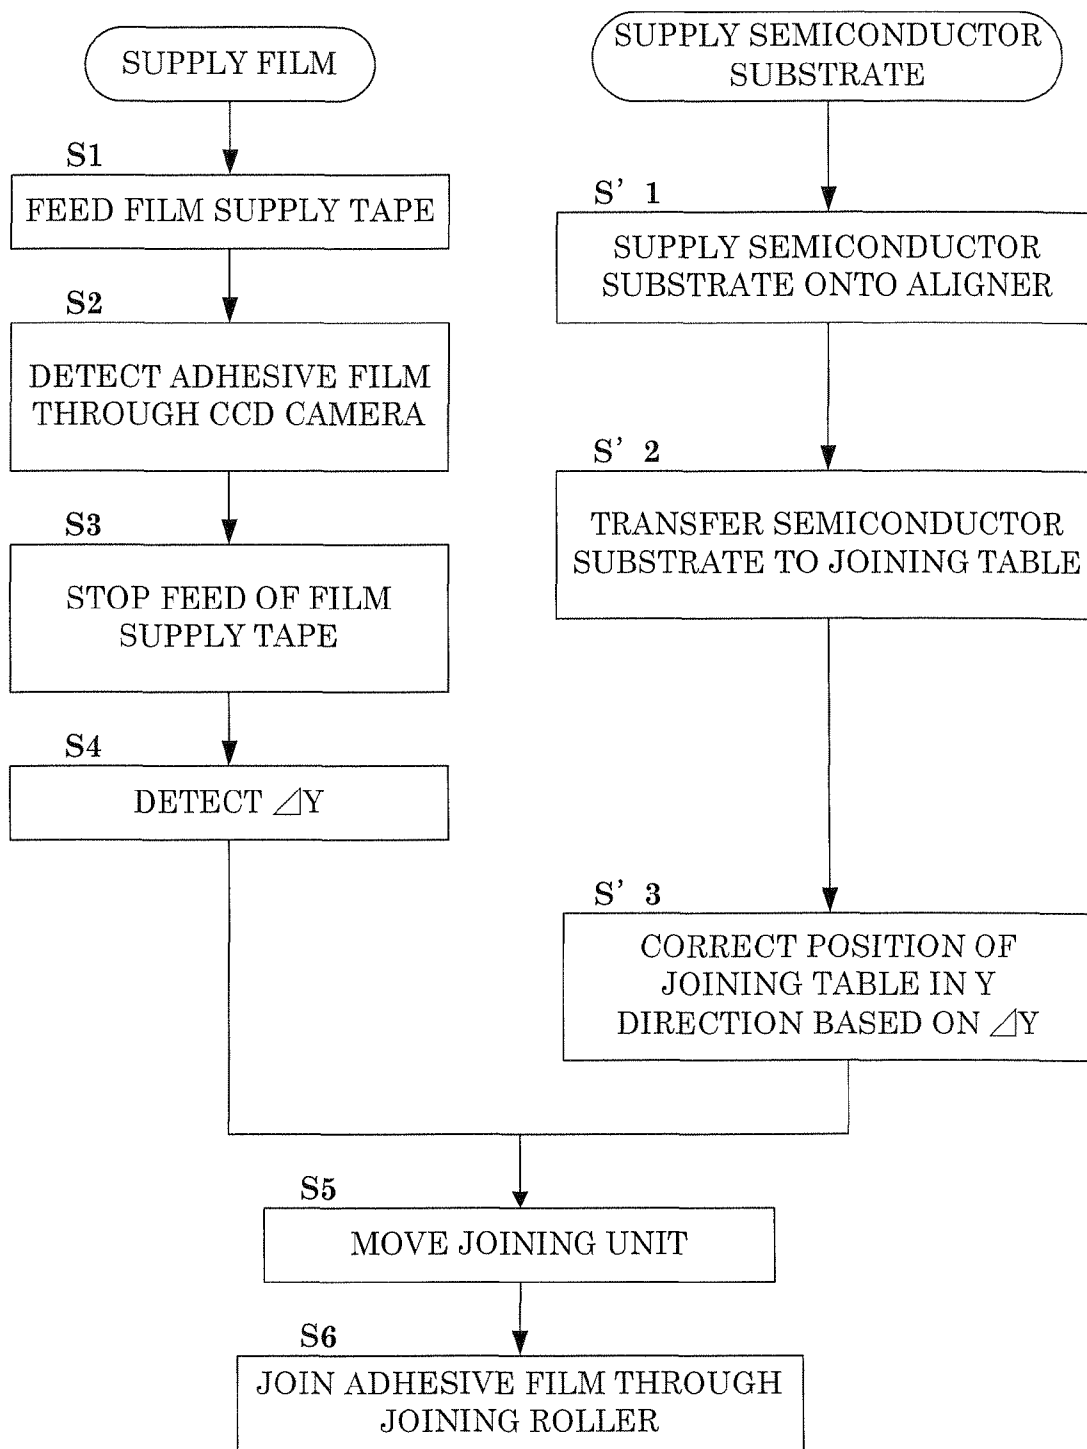 SUPPLY FILM
S1
FEED FILM SUPPLY TAPE
S2
DETECT ADHESIVE FILM
THROUGH CCD CAMERA
S3
STOP FEED OF FILM
SUPPLY TAPE
S4
DETECT ⊿Y
SUPPLY SEMICONDUCTOR
SUBSTRATE
S' 1
SUPPLY SEMICONDUCTOR
SUBSTRATE ONTO ALIGNER
S' 2
TRANSFER SEMICONDUCTOR
SUBSTRATE TO JOINING TABLE
S' 3
CORRECT POSITION OF
JOINING TABLE IN Y
DIRECTION BASED ON ⊿Y
S5
MOVE JOINING UNIT
S6
JOIN ADHESIVE FILM THROUGH
JOINING ROLLER